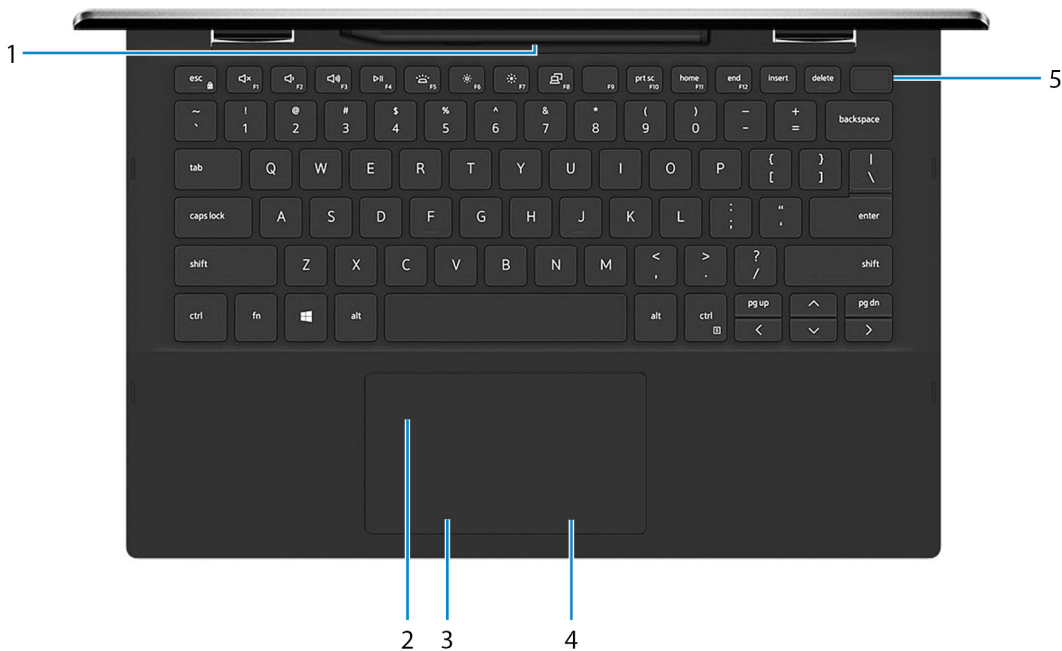 1
esc F1 F2 F3 F4 F5 F6 F7 F8 F9 prt sc F10 home F11 end F12 insert delete
5
~ ` ! 1 @ 2 # 3 $ 4 % 5 ^ 6 & 7 * 8 ( 9 ) 0 _ - + = backspace
tab Q W E R T Y U I O P { [ } ] | \
caps lock A S D F G H J K L : ; “ ‘ enter
shift Z X C V B N M < , > . ? / shift
ctrl fn alt alt ctrl pg up < ^ pg dn >
2 3 4